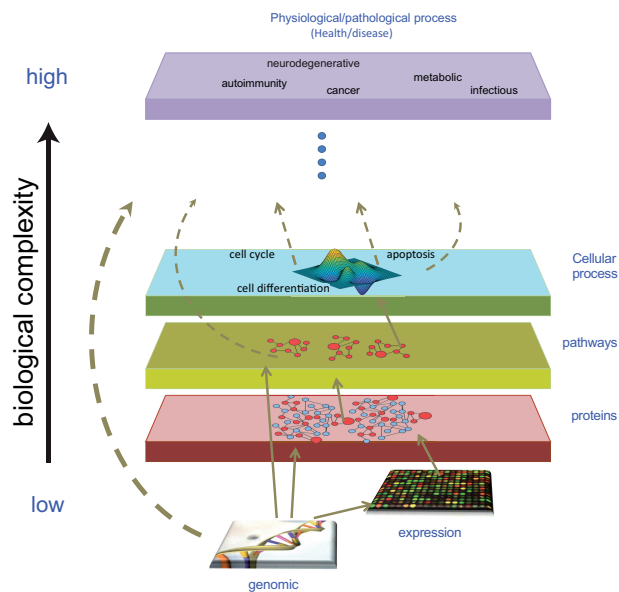 Physiological/pathological process
(Health/disease)
high
neurodegenerative
autoimmunity
cancer
metabolic
infectious
biological complexity
cell cycle
apoptosis
cell differentiation
Cellular
process
pathways
proteins
low
expression
genomic